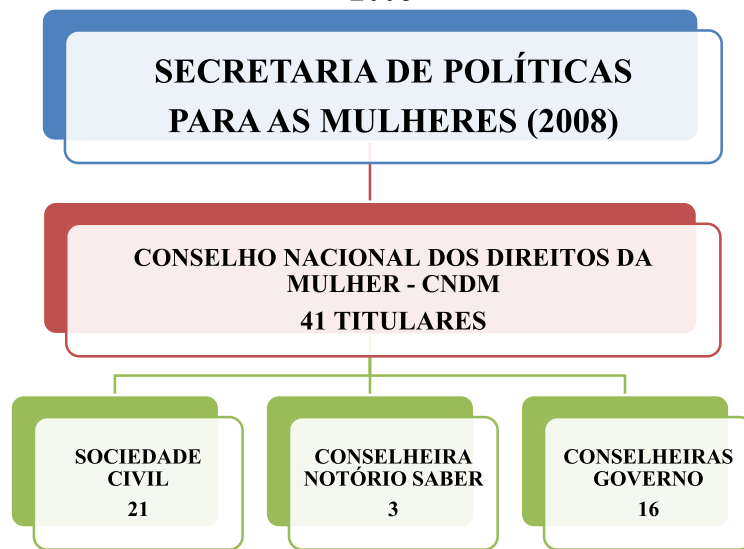 SECRETARIA DE POLÍTICAS
PARA AS MULHERES (2008)
CONSELHO NACIONAL DOS DIREITOS DA
MULHER - CNDM
41 TITULARES
SOCIEDADE
CIVIL
21
CONSELHEIRA
NOTÓRIO SABER
3
CONSELHEIRAS
GOVERNO
16